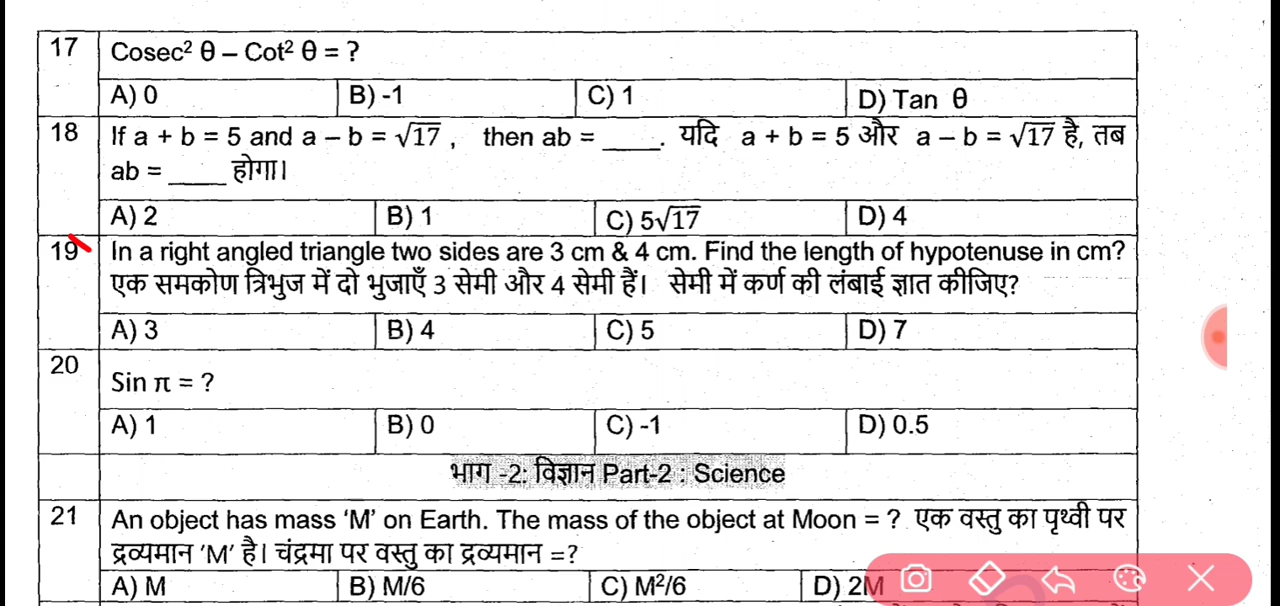 17 Cosec² θ – Cot² θ = ?
A) 0 B) -1 C) 1 D) Tan θ
18 If a + b = 5 and a – b = √17 , then ab = ____. यदि a + b = 5 और a – b = √17 है, तब
ab = ____ होगा।
A) 2 B) 1 C) 5√17 D) 4
19 In a right angled triangle two sides are 3 cm & 4 cm. Find the length of hypotenuse in cm?
एक समकोण त्रिभुज में दो भुजाएँ 3 सेमी और 4 सेमी हैं। सेमी में कर्ण की लंबाई ज्ञात कीजिए?
A) 3 B) 4 C) 5 D) 7
20 Sin π = ?
A) 1 B) 0 C) -1 D) 0.5
भाग -2: विज्ञान Part-2 : Science
21 An object has mass ‘M’ on Earth. The mass of the object at Moon = ? एक वस्तु का पृथ्वी पर
द्रव्यमान ‘M’ है। चंद्रमा पर वस्तु का द्रव्यमान =?
A) M B) M/6 C) M²/6 D) 2M